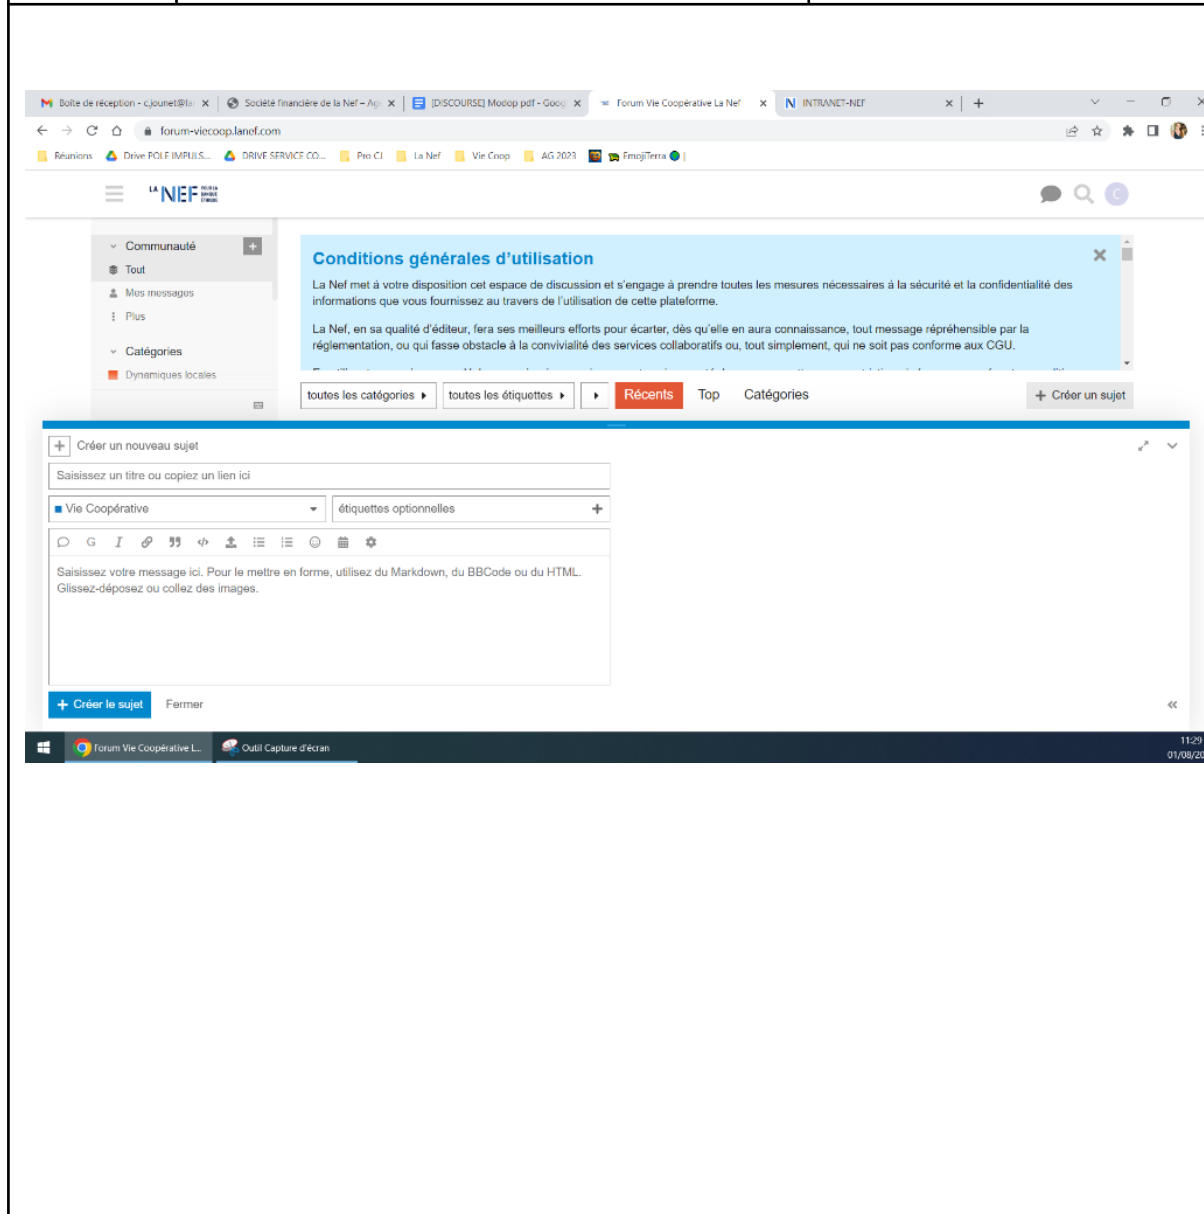 Boîte de réception - c.jounet@la
Société financière de la Nef – Ag
[DISCOURSE] Modop pdf - Goog
Forum Vie Coopérative La Nef
INTRANET-NEF
forum-viecoop.lanef.com
Réunions
Drive POLE IMPULS...
DRIVE SERVICE CO...
Pro CJ
La Nef
Vie Coop
AG 2023
EmojiTerra
LA NEF POUR LA BANQUE ÉTHIQUE
C
Communauté
Tout
Mes messages
Plus
Catégories
Dynamiques locales
Conditions générales d’utilisation
La Nef met à votre disposition cet espace de discussion et s’engage à prendre toutes les mesures nécessaires à la sécurité et la confidentialité des
informations que vous fournissez au travers de l’utilisation de cette plateforme.
La Nef, en sa qualité d’éditeur, fera ses meilleurs efforts pour écarter, dès qu’elle en aura connaissance, tout message répréhensible par la
réglementation, ou qui fasse obstacle à la convivialité des services collaboratifs ou, tout simplement, qui ne soit pas conforme aux CGU.
toutes les catégories
toutes les étiquettes
Récents
Top
Catégories
+ Créer un sujet
Créer un nouveau sujet
Saisissez un titre ou copiez un lien ici
Vie Coopérative
étiquettes optionnelles
G I
Saisissez votre message ici. Pour le mettre en forme, utilisez du Markdown, du BBCode ou du HTML.
Glissez-déposez ou collez des images.
+ Créer le sujet
Fermer
Forum Vie Coopérative L...
Outil Capture d'écran
11:29
01/08/20